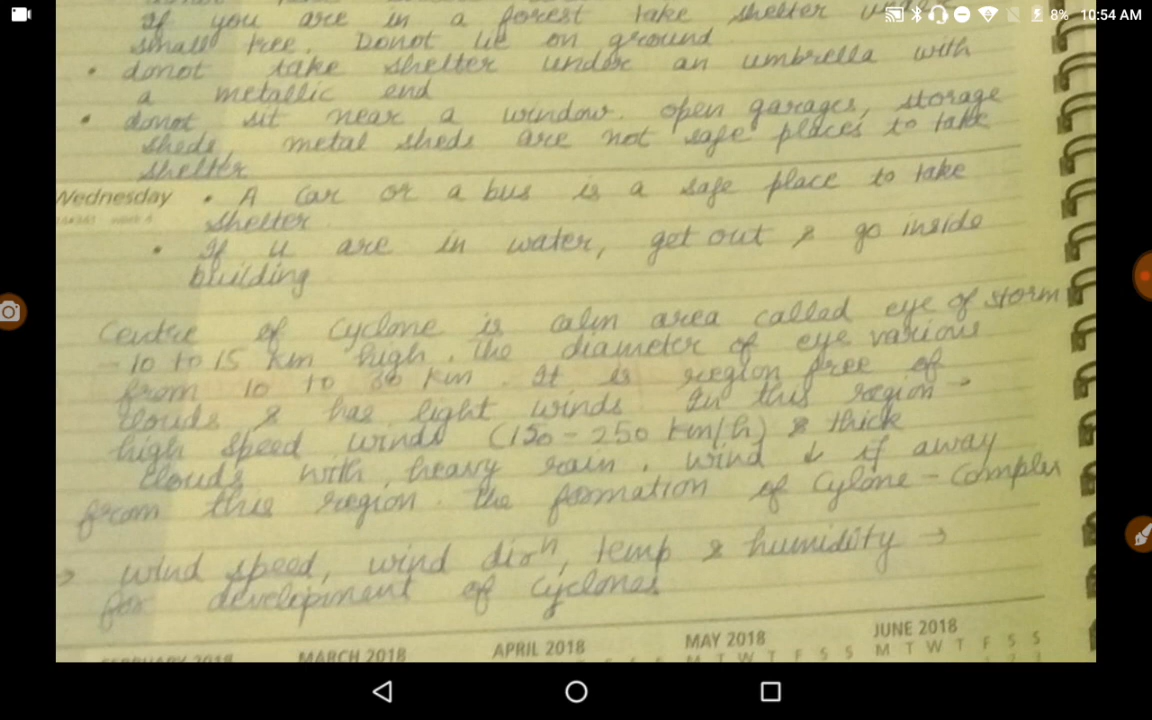 8% 10:54 AM
If you are in a forest take shelter
small tree. Donot lie on ground
• donot take shelter under an umbrella with
a metallic end
• donot sit near a window. open garages, storage
sheds, metal sheds are not safe places to take
shelter
Wednesday • A car or a bus is a safe place to take
shelter
• If u are in water, get out & go inside
building
Centre of Cyclone is calm area called eye of storm
- 10 to 15 km high. The diameter of eye various
from 10 to 30 km. It is region free of
clouds & has light winds. In this region →
high speed winds (150-250 km/h) & thick
clouds with heavy rain. wind ↓ if away
from this region. the formation of Cylone - Complex
→ wind speed, wind dirn, temp & humidity →
for development of Cyclones
FEBRUARY 2018 MARCH 2018 APRIL 2018 MAY 2018 JUNE 2018
M T W T F S S M T W T F S S